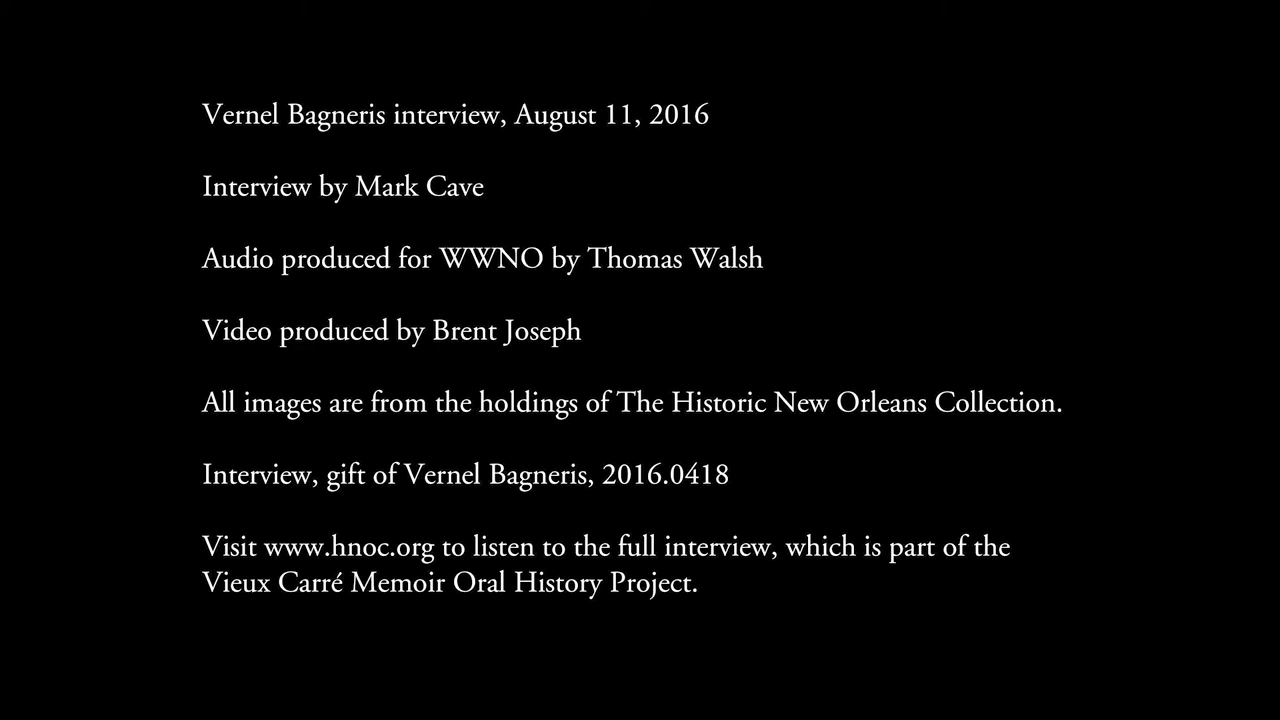 Vernel Bagneris interview, August 11, 2016
Interview by Mark Cave
Audio produced for WWNO by Thomas Walsh
Video produced by Brent Joseph
All images are from the holdings of The Historic New Orleans Collection.
Interview, gift of Vernel Bagneris, 2016.0418
Visit www.hnoc.org to listen to the full interview, which is part of the
Vieux Carré Memoir Oral History Project.